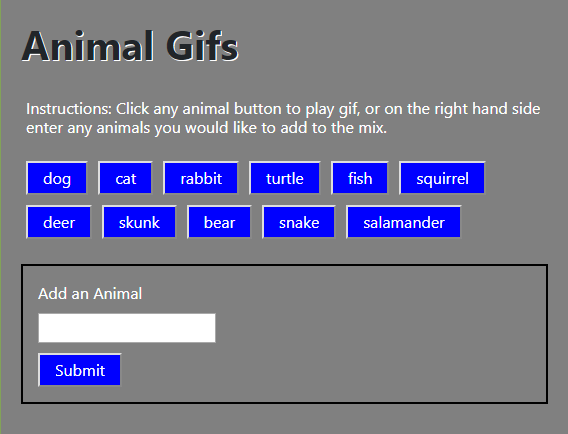 Animal Gifs
Instructions: Click any animal button to play gif, or on the right hand side
enter any animals you would like to add to the mix.
dog cat rabbit turtle fish squirrel
deer skunk bear snake salamander
Add an Animal
Submit